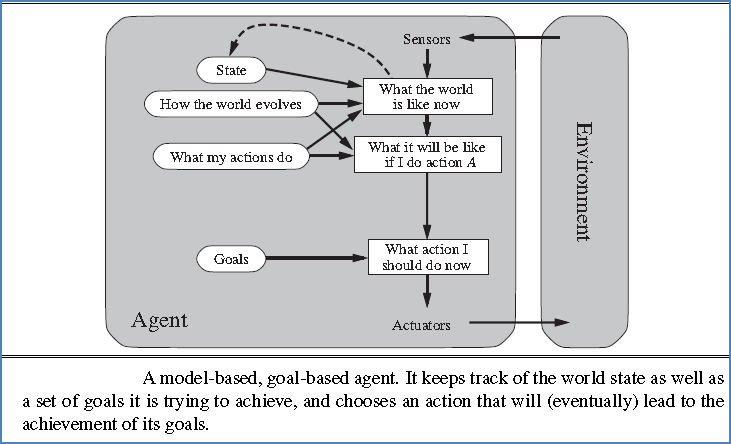 Sensors
State
What the world
is like now
How the world evolves
What it will be like
if I do action A
What my actions do
Environment
Goals
What action I
should do now
Agent
Actuators
A model-based, goal-based agent. It keeps track of the world state as well as
a set of goals it is trying to achieve, and chooses an action that will (eventually) lead to the
achievement of its goals.